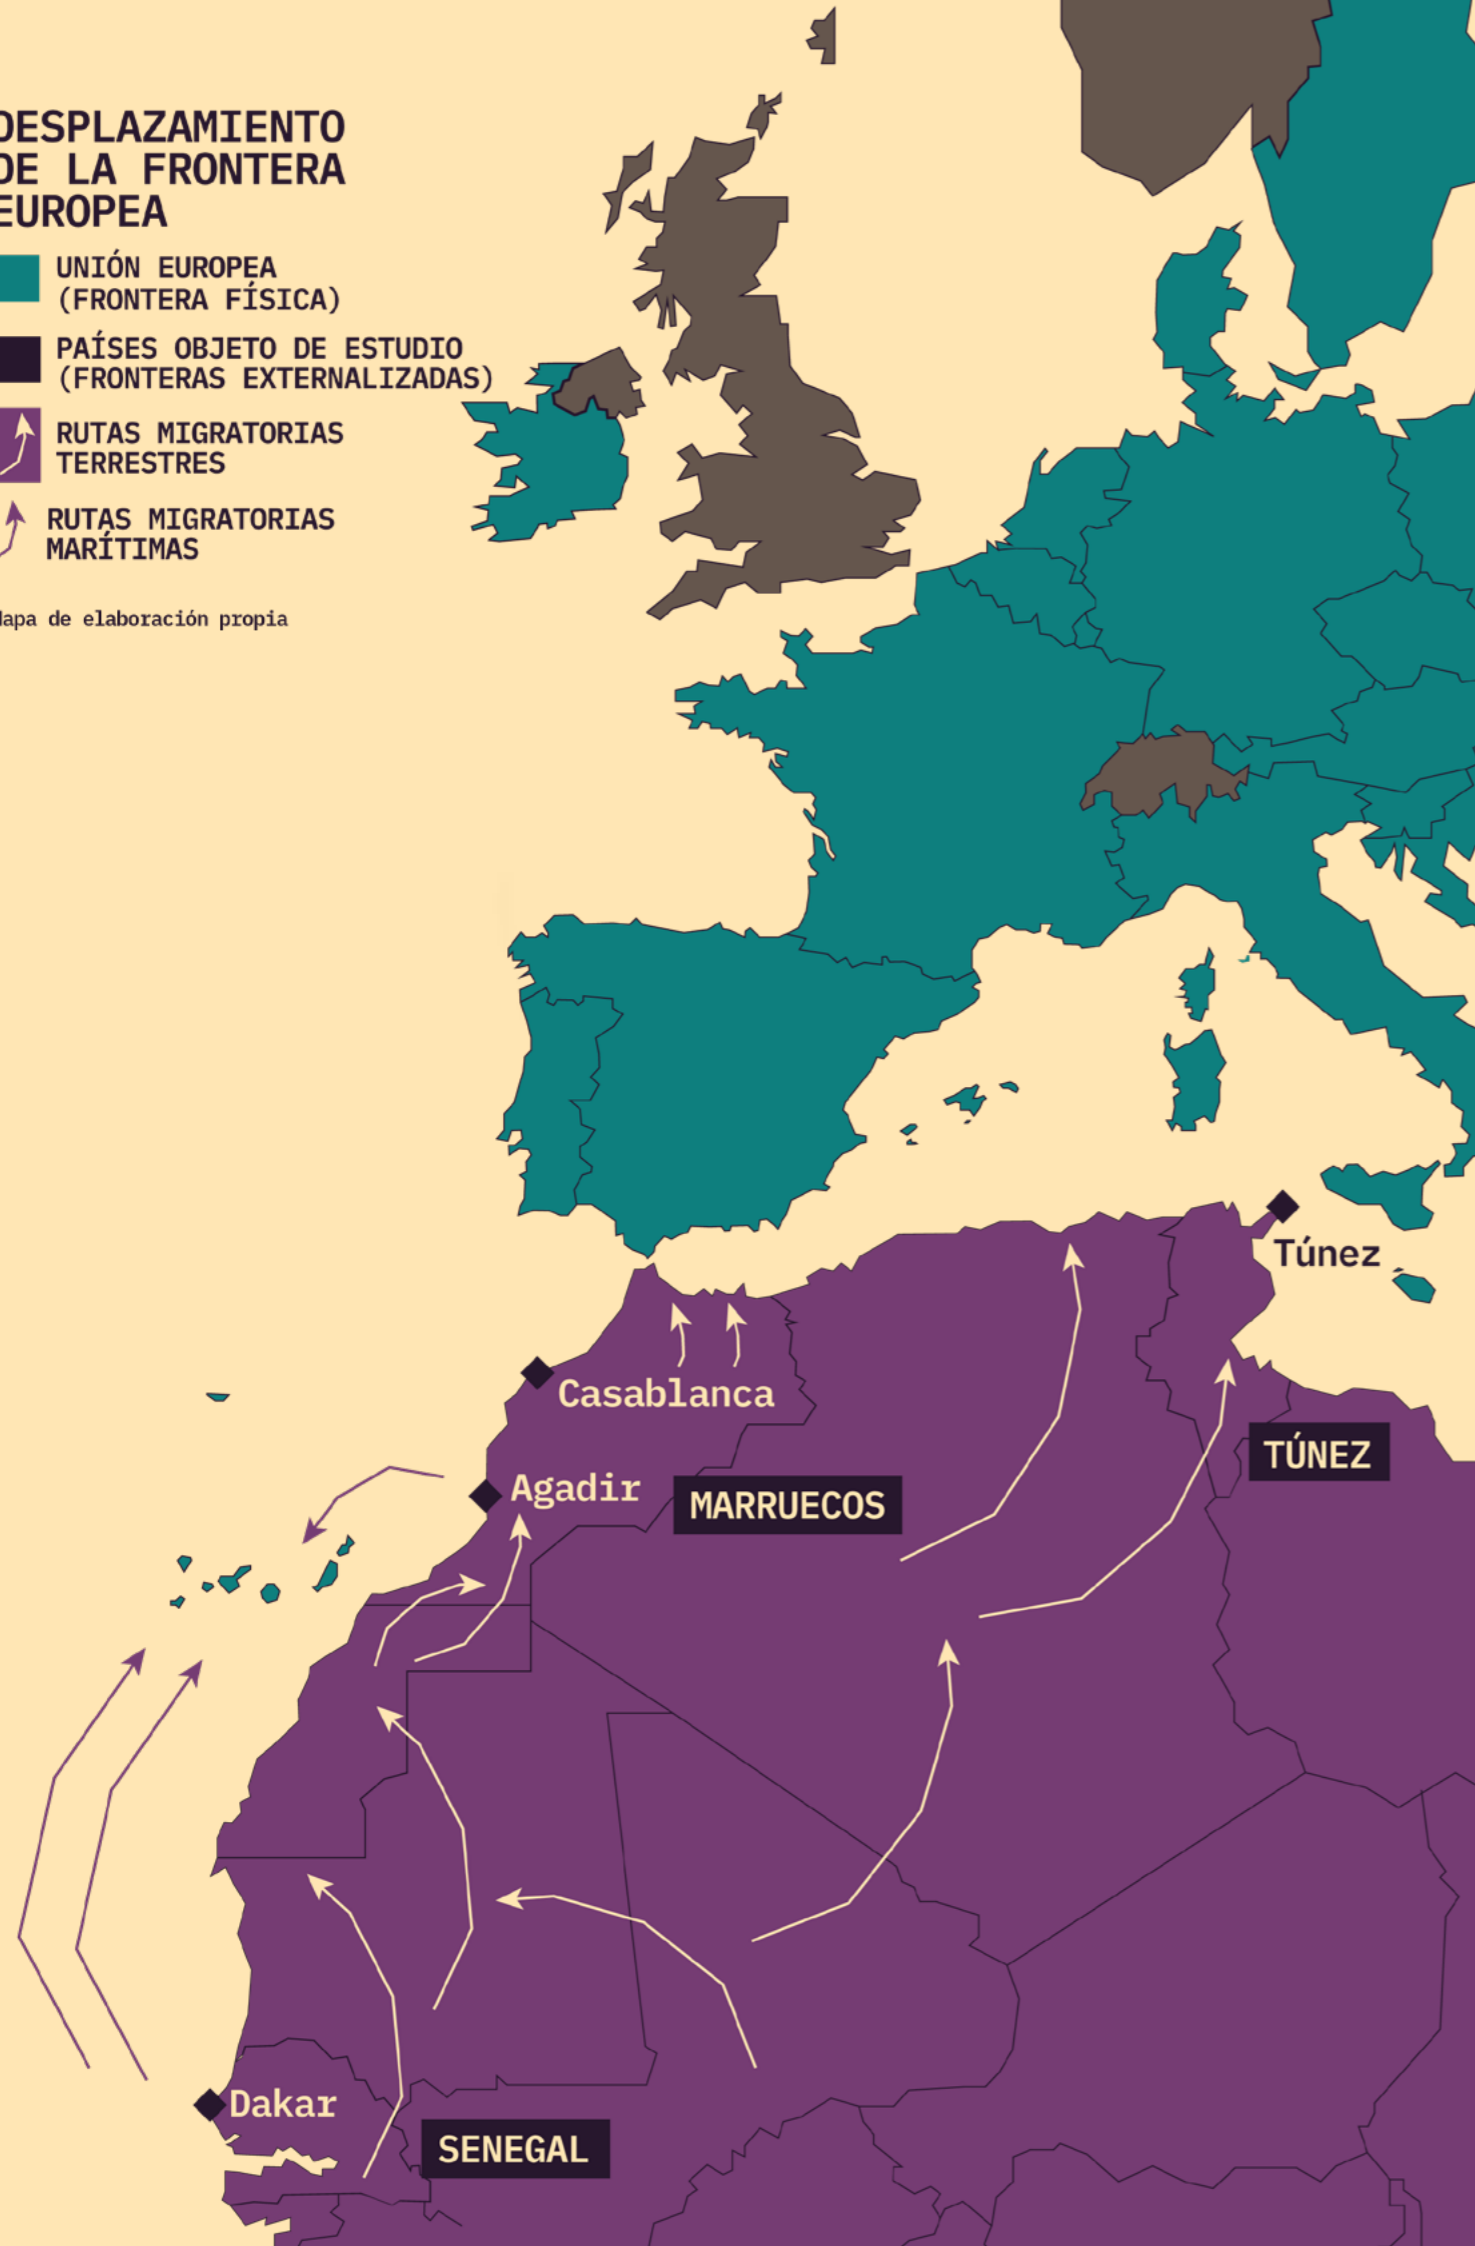 DESPLAZAMIENTO
DE LA FRONTERA
EUROPEA
UNIÓN EUROPEA
(FRONTERA FÍSICA)
PAÍSES OBJETO DE ESTUDIO
(FRONTERAS EXTERNALIZADAS)
RUTAS MIGRATORIAS
TERRESTRES
RUTAS MIGRATORIAS
MARÍTIMAS
Mapa de elaboración propia
Túnez
Casablanca
TÚNEZ
Agadir
MARRUECOS
Dakar
SENEGAL